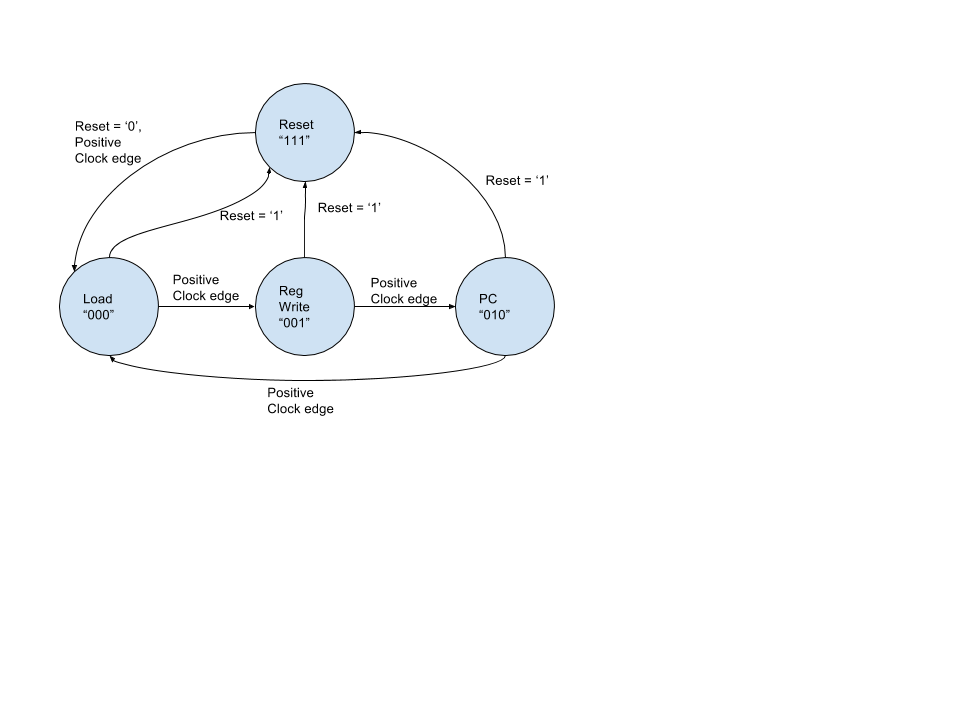 Reset
“111”
Reset = ‘0’,
Positive
Clock edge
Reset = ‘1’
Reset = ‘1’
Reset = ‘1’
Load
“000”
Positive
Clock edge
Reg
Write
“001”
Positive
Clock edge
PC
“010”
Positive
Clock edge